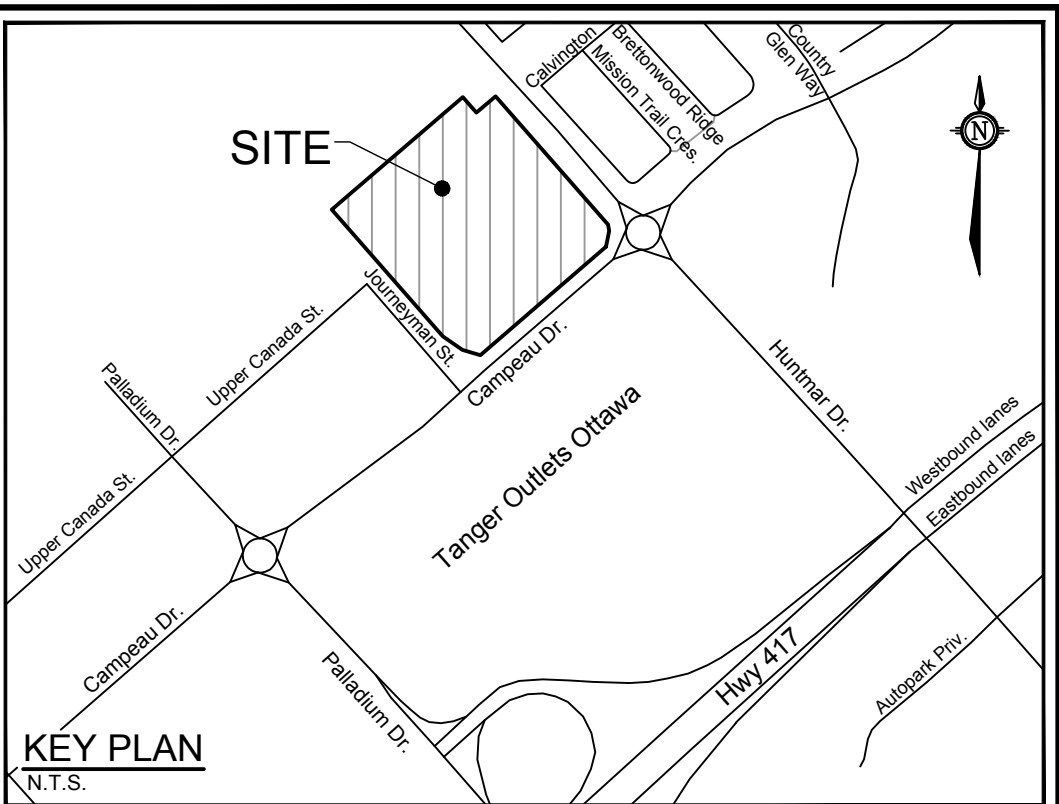 Calvington
Brettonwood Ridge
Mission Trail Cres.
Country
Glen Way
SITE
N
Journeyman St.
Upper Canada St.
Campeau Dr.
Huntmar Dr.
Palladium Dr.
Tanger Outlets Ottawa
Westbound lanes
Eastbound lanes
Upper Canada St.
Campeau Dr.
Palladium Dr.
Hwy 417
Autopark Priv.
KEY PLAN
N.T.S.